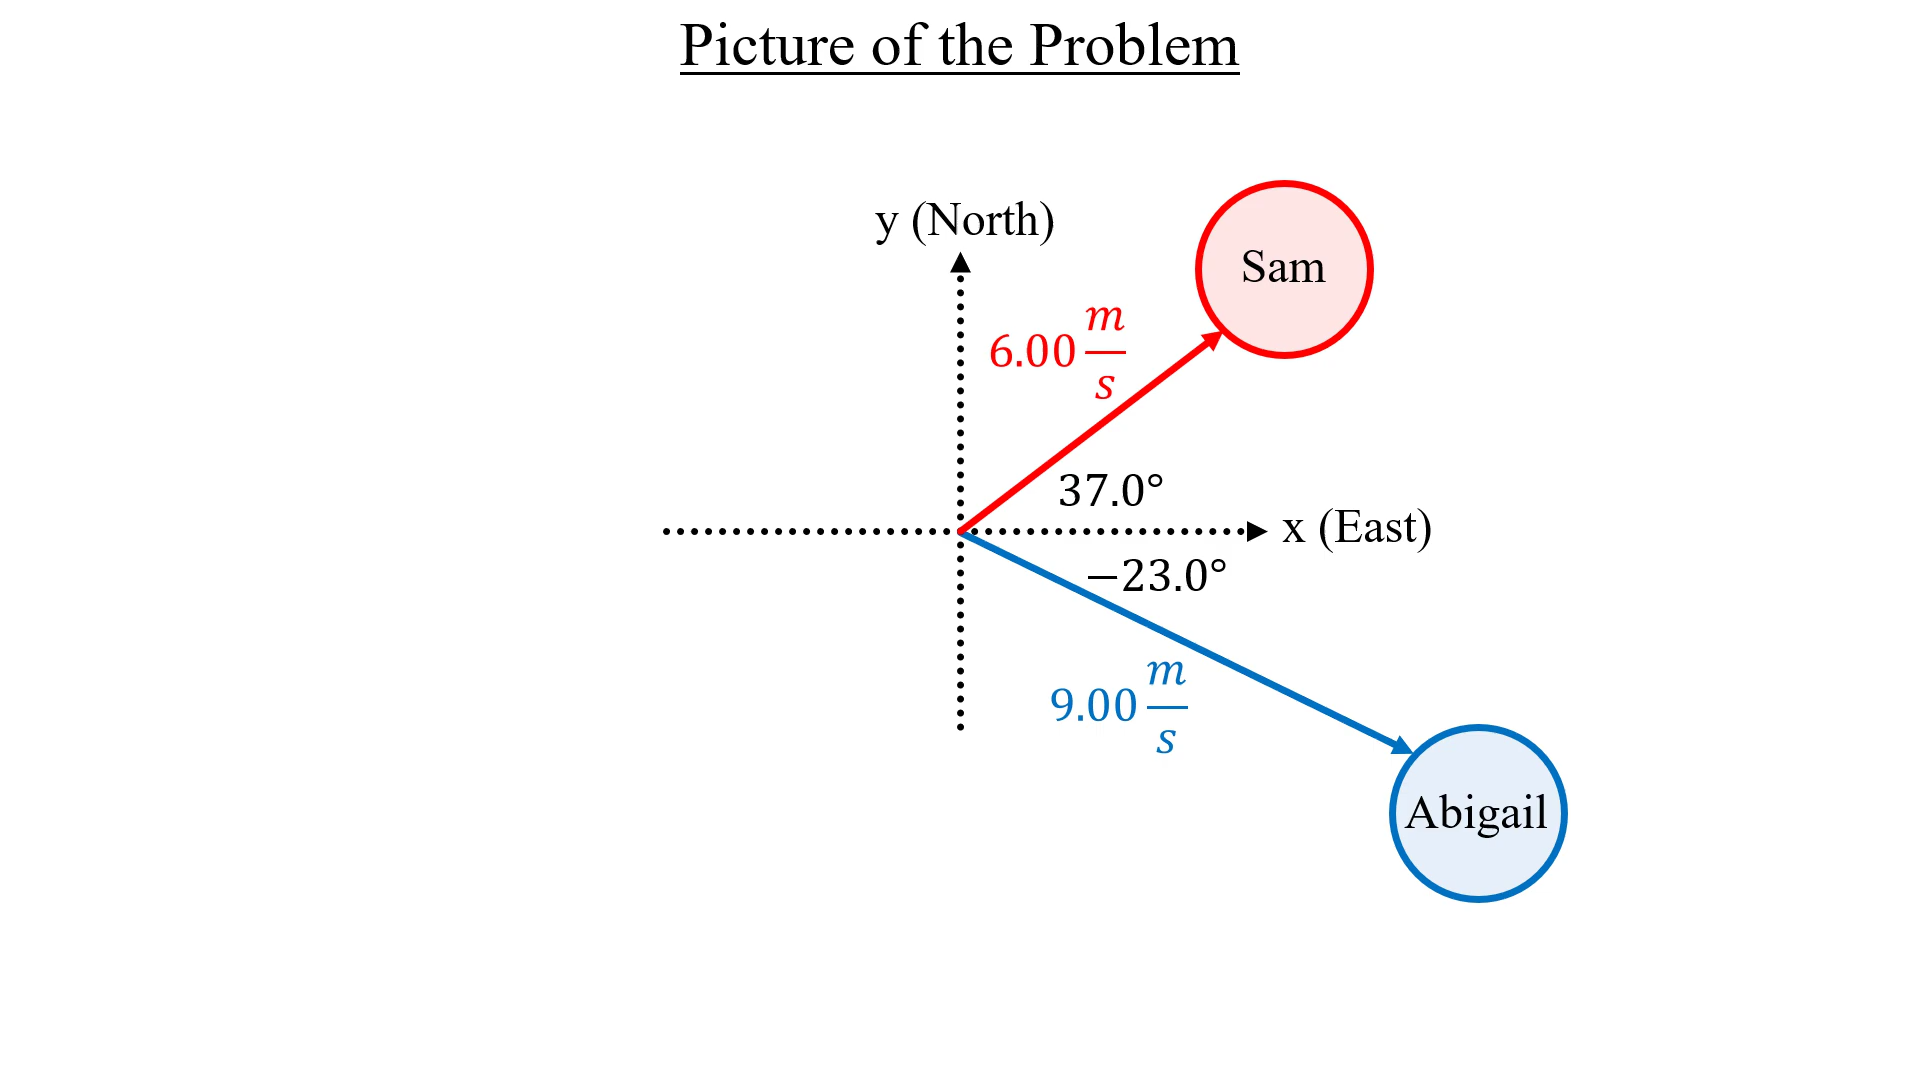 Picture of the Problem
y (North)
Sam
6.00 m/s
37.0°
x (East)
−23.0°
9.00 m/s
Abigail